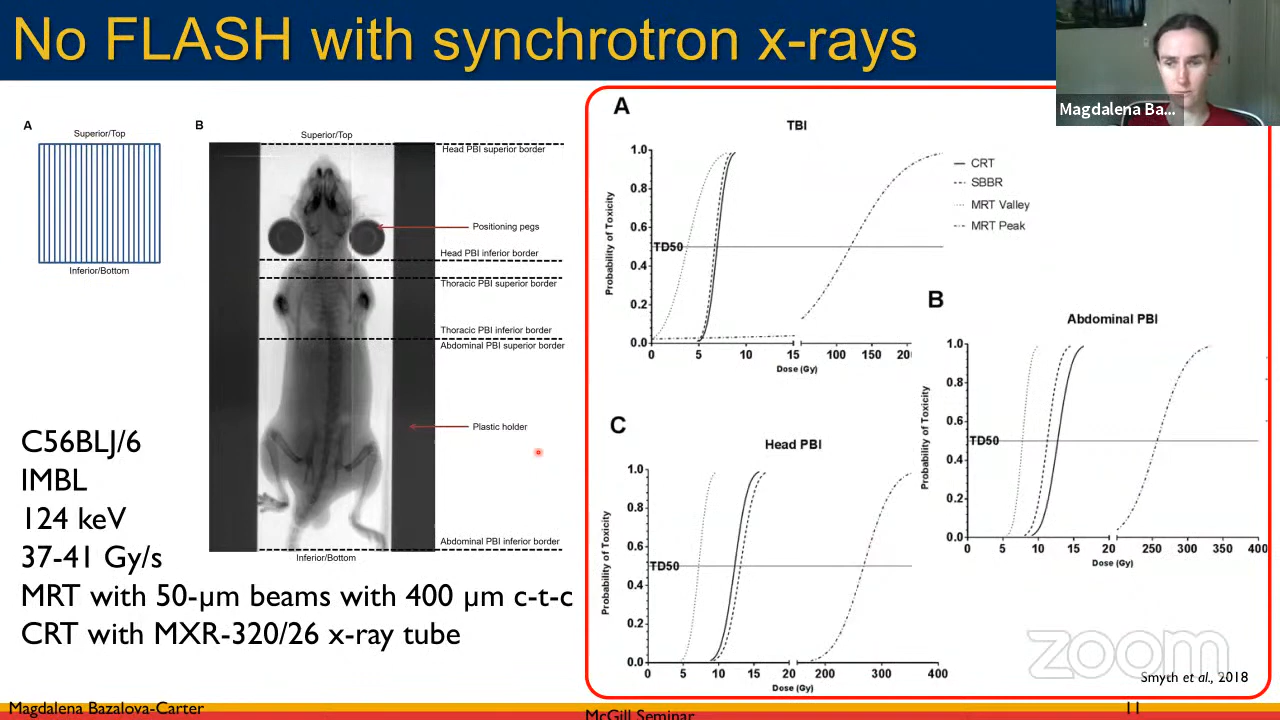 No FLASH with synchrotron x-rays
Magdalena Ba...
A
Superior/Top
Inferior/Bottom
B
Superior/Top
Head PBI superior border
Positioning pegs
Head PBI inferior border
Thoracic PBI superior border
Thoracic PBI inferior border
Abdominal PBI superior border
Plastic holder
Abdominal PBI inferior border
Inferior/Bottom
C56BLJ/6
IMBL
124 keV
37-41 Gy/s
MRT with 50-µm beams with 400 µm c-t-c
CRT with MXR-320/26 x-ray tube
A
TBI
Probability of Toxicity
1.0
0.8
0.6
0.4
0.2
0.0
TD50
0 5 10 15 100 150 20
Dose (Gy)
CRT
SBBR
MRT Valley
MRT Peak
B
Abdominal PBI
Probability of Toxicity
1.0
0.8
0.6
0.4
0.2
0.0
TD50
0 5 10 15 20 250 300 350 400
Dose (Gy)
C
Head PBI
Probability of Toxicity
1.0
0.8
0.6
0.4
0.2
0.0
TD50
0 5 10 15 20 200 300 400
Dose (Gy)
zoom
Smyth et al., 2018
Magdalena Bazalova-Carter
McGill Seminar
11